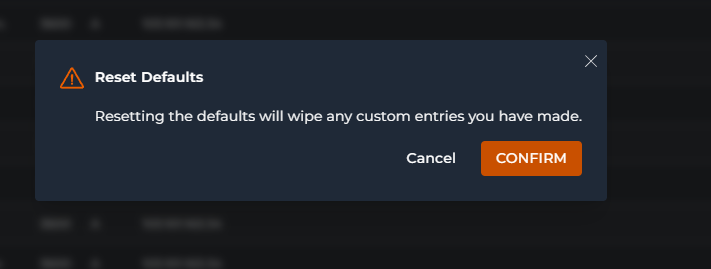 Reset Defaults
Resetting the defaults will wipe any custom entries you have made.
Cancel
CONFIRM